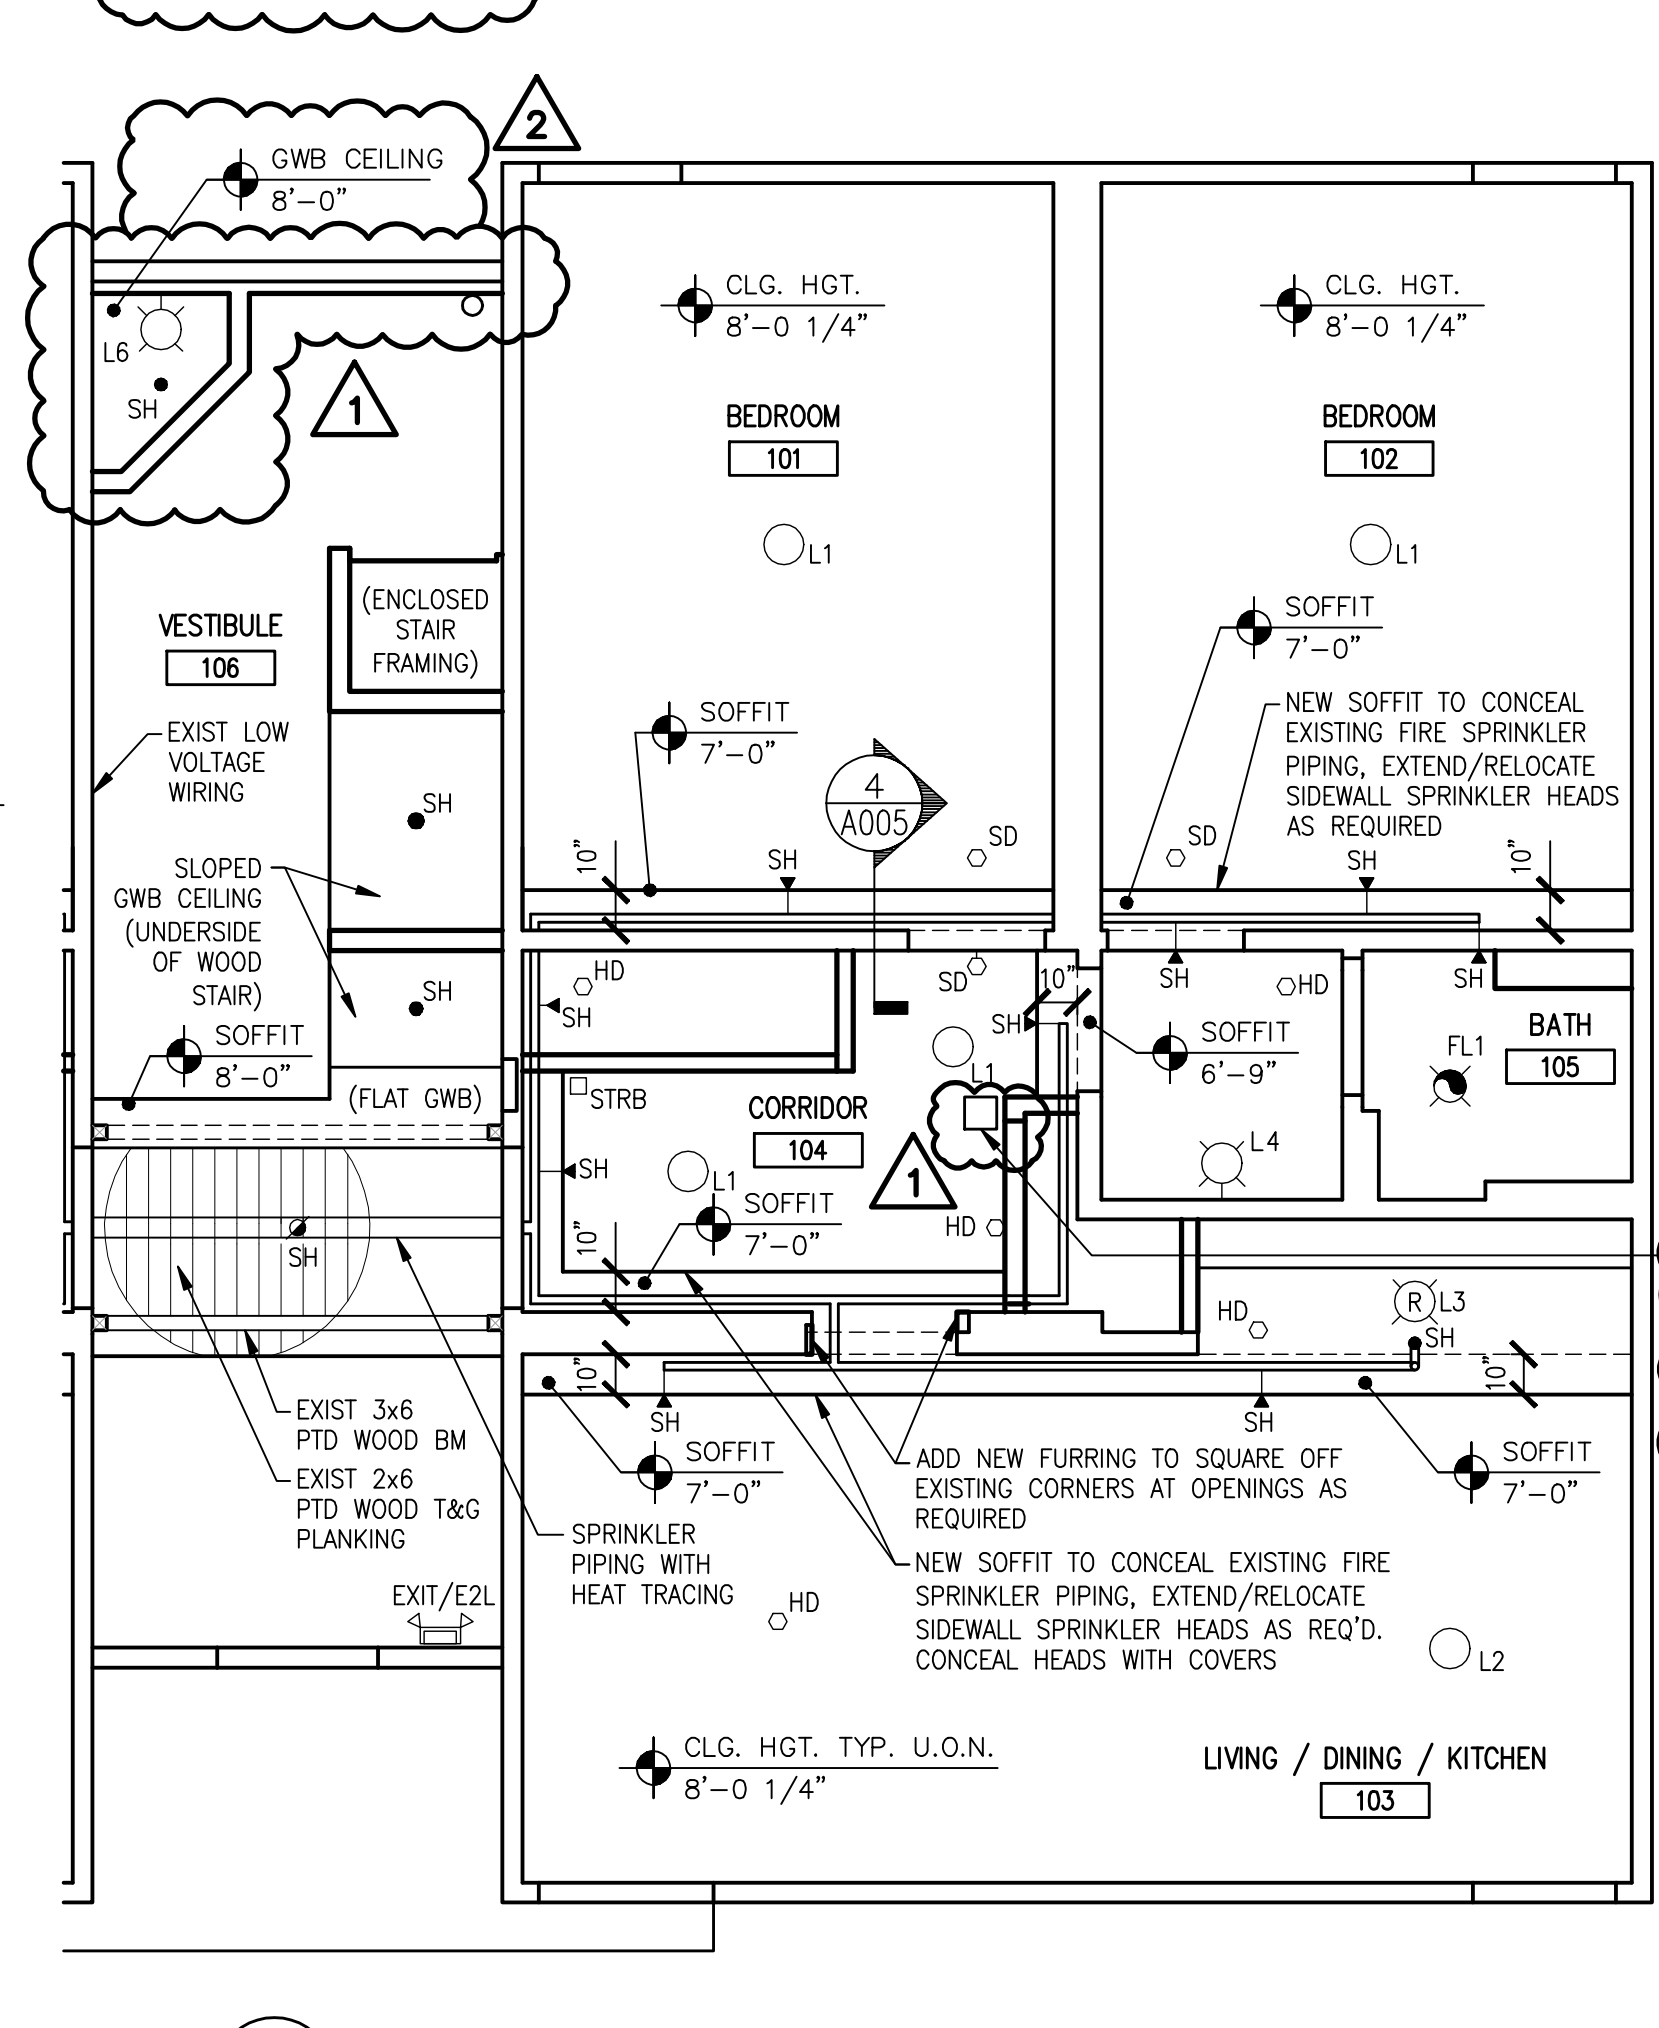 2
GWB CEILING
8'-0"
L6
SH
1
CLG. HGT.
8'-0 1/4"
BEDROOM
101
L1
CLG. HGT.
8'-0 1/4"
BEDROOM
102
L1
(ENCLOSED
STAIR
FRAMING)
VESTIBULE
106
EXIST LOW
VOLTAGE
WIRING
SOFFIT
7'-0"
SOFFIT
7'-0"
NEW SOFFIT TO CONCEAL
EXISTING FIRE SPRINKLER
PIPING, EXTEND/RELOCATE
SIDEWALL SPRINKLER HEADS
AS REQUIRED
4
A005
SH
10"
SH
SD
SD
SH
10"
SLOPED
GWB CEILING
(UNDERSIDE
OF WOOD
STAIR)
SH
HD
SH
SD
10"
SH
SH
HD
SH
SOFFIT
8'-0"
(FLAT GWB)
STRB
L1
CORRIDOR
104
1
SOFFIT
6'-9"
BATH
105
FL1
L4
SH
L1
SOFFIT
7'-0"
HD
10"
SH
HD
R
L3
SH
10"
10"
SH
SH
EXIST 3x6
PTD WOOD BM
EXIST 2x6
PTD WOOD T&G
PLANKING
SOFFIT
7'-0"
SOFFIT
7'-0"
ADD NEW FURRING TO SQUARE OFF
EXISTING CORNERS AT OPENINGS AS
REQUIRED
SPRINKLER
PIPING WITH
HEAT TRACING
NEW SOFFIT TO CONCEAL EXISTING FIRE
SPRINKLER PIPING, EXTEND/RELOCATE
SIDEWALL SPRINKLER HEADS AS REQ'D.
CONCEAL HEADS WITH COVERS
EXIT/E2L
HD
L2
CLG. HGT. TYP. U.O.N.
8'-0 1/4"
LIVING / DINING / KITCHEN
103